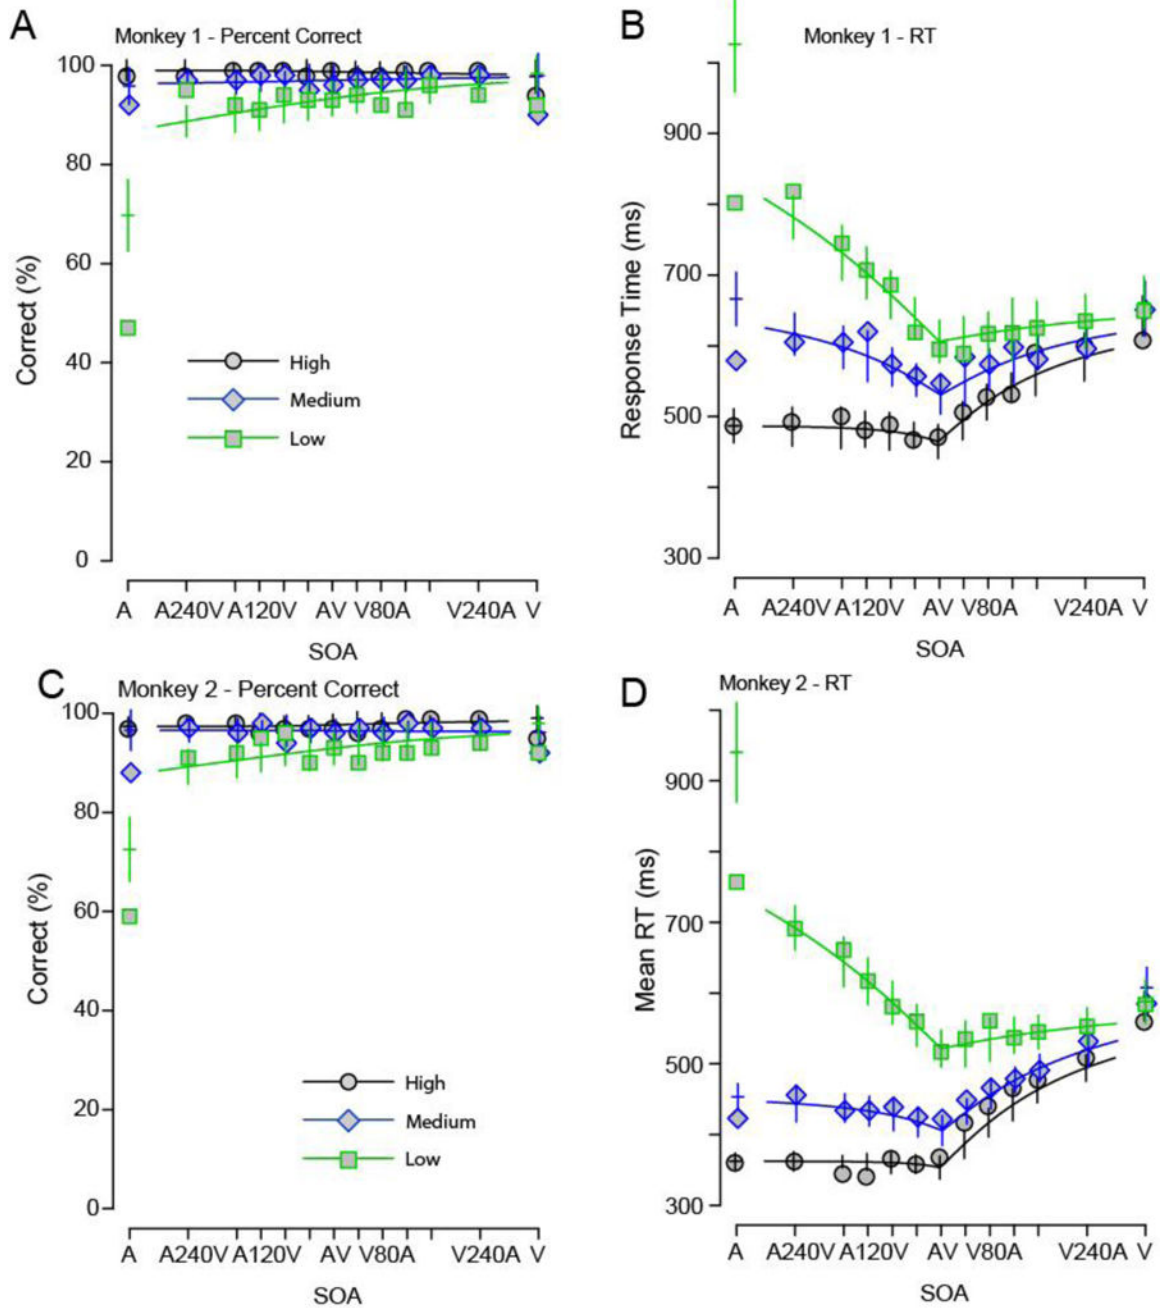 A
Monkey 1 - Percent Correct
100
80
60
40
20
0
Correct (%)
High
Medium
Low
A A240V A120V AV V80A V240A V
SOA
B
Monkey 1 - RT
900
700
500
300
Response Time (ms)
A A240V A120V AV V80A V240A V
SOA
C
Monkey 2 - Percent Correct
100
80
60
40
20
0
Correct (%)
High
Medium
Low
A A240V A120V AV V80A V240A V
SOA
D
Monkey 2 - RT
900
700
500
300
Mean RT (ms)
A A240V A120V AV V80A V240A V
SOA